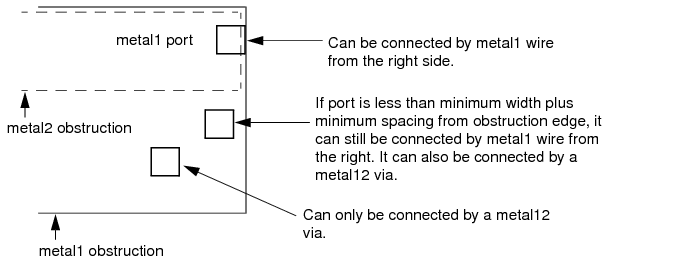 metal1 port
Can be connected by metal1 wire
from the right side.
If port is less than minimum width plus
minimum spacing from obstruction edge, it
can still be connected by metal1 wire from
the right. It can also be connected by a
metal12 via.
metal2 obstruction
Can only be connected by a metal12
via.
metal1 obstruction